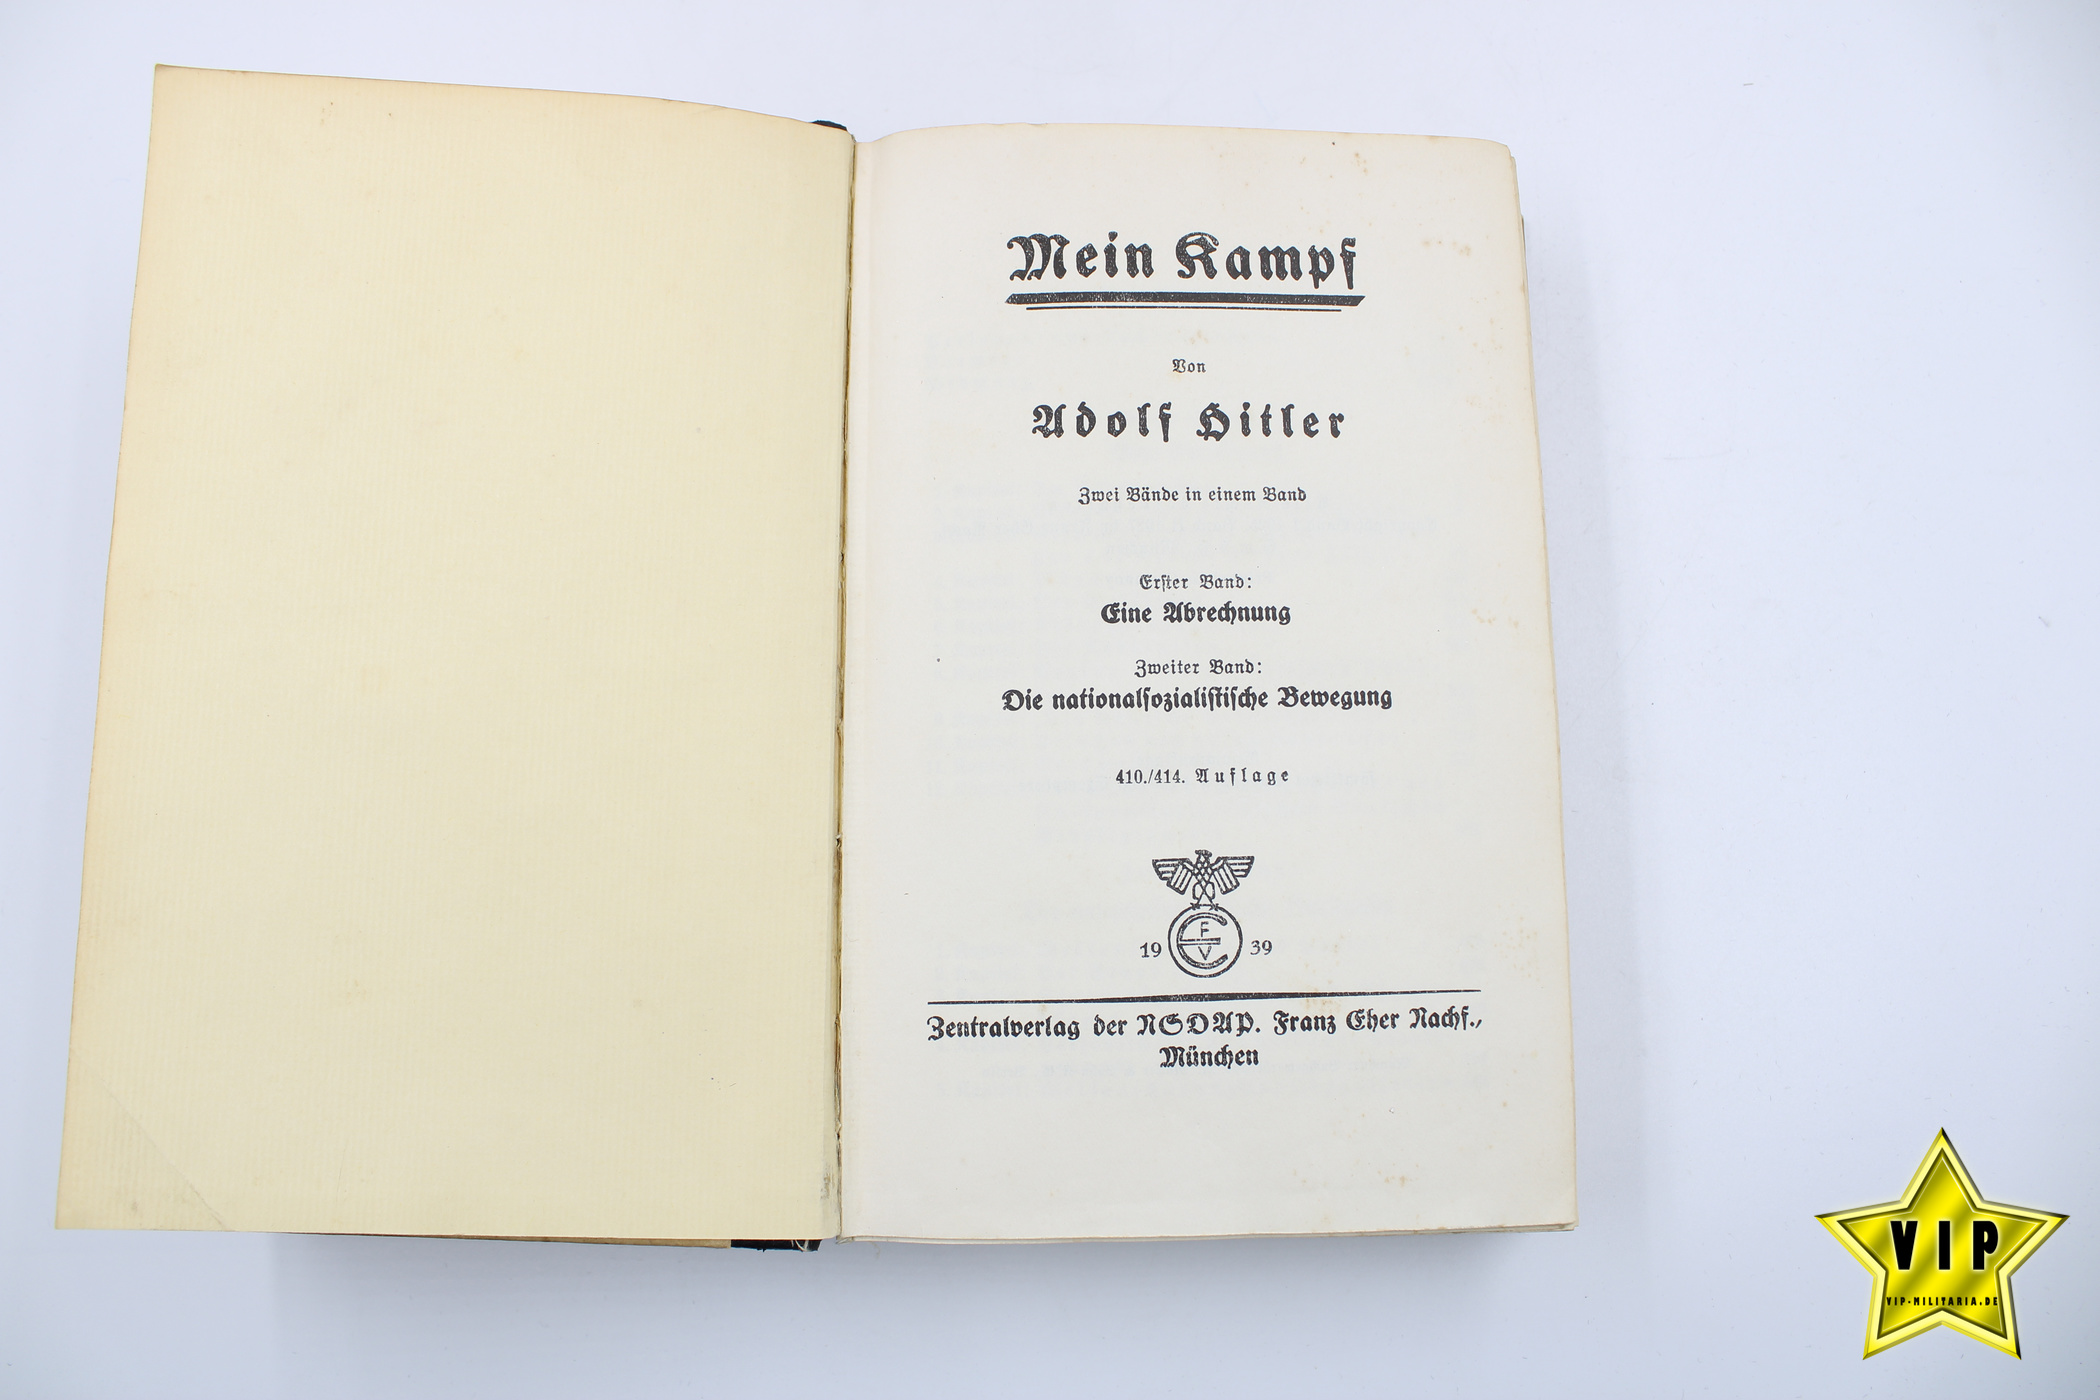 Mein Kampf
Von
Adolf Hitler
Zwei Bände in einem Band
Erster Band:
Eine Abrechnung
Zweiter Band:
Die nationalsozialistische Bewegung
410./414. Auflage
F
19 E 39
V
Zentralverlag der NSDAP. Franz Eher Nachf.,
München
VIP
VIP-MILITARIA.DE